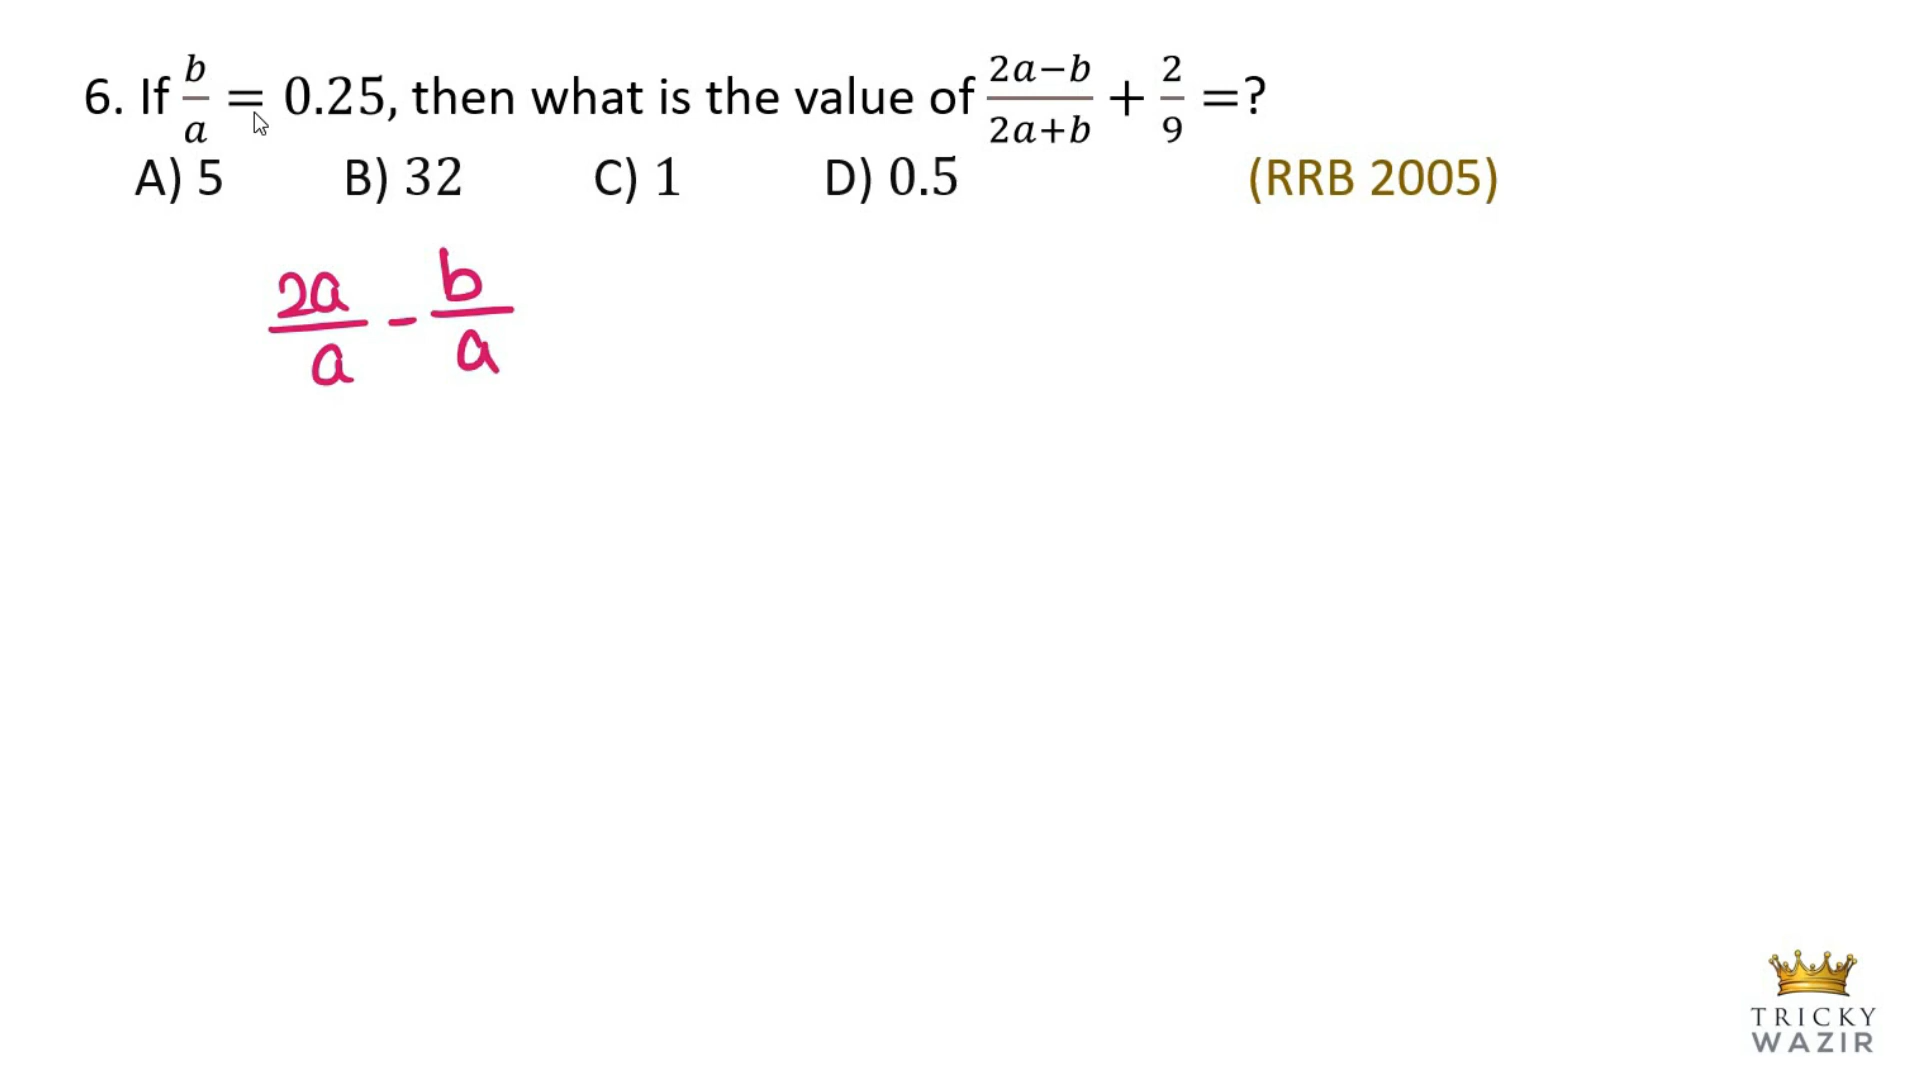 6. If b/a = 0.25, then what is the value of (2a−b)/(2a+b) + 2/9 =?
A) 5 B) 32 C) 1 D) 0.5 (RRB 2005)
2a/a - b/a
TRICKY
WAZIR